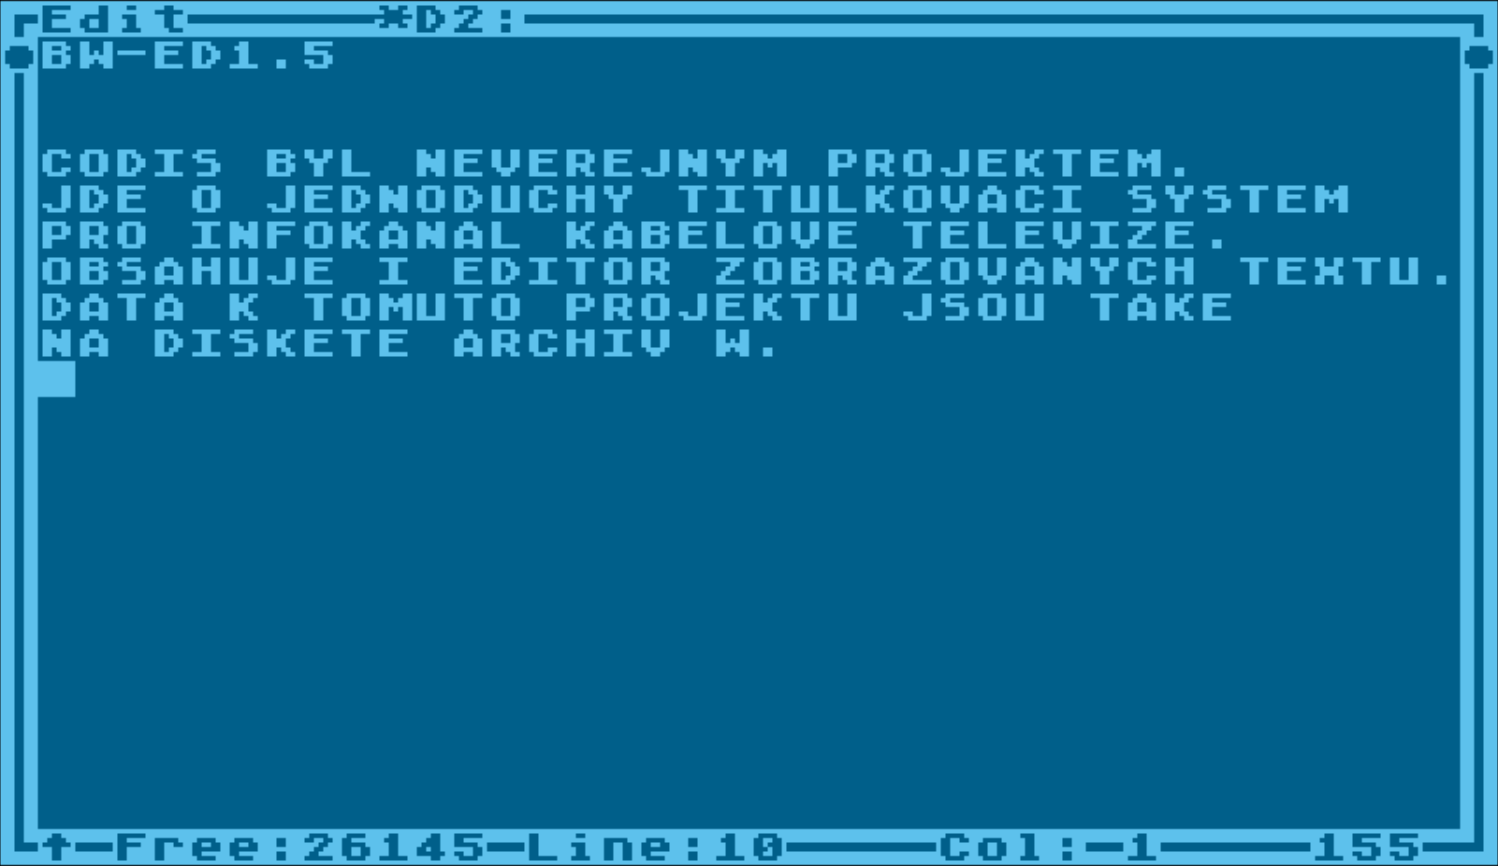 Edit *D2:
BW-ED1.5
CODIS BYL NEVEREJNYM PROJEKTEM.
JDE O JEDNODUCHY TITULKOVACI SYSTEM
PRO INFOKANAL KABELOVE TELEVIZE.
OBSAHUJE I EDITOR ZOBRAZOVANYCH TEXTU.
DATA K TOMUTO PROJEKTU JSOU TAKE
NA DISKETE ARCHIV W.
↑—Free:26145—Line:10 Col:—1 155